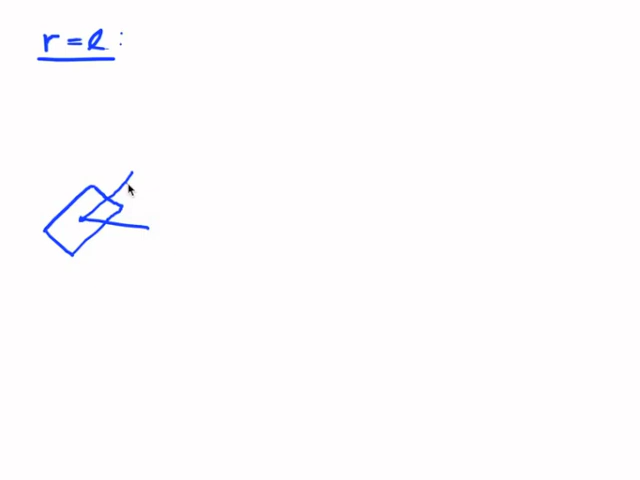 r = l :